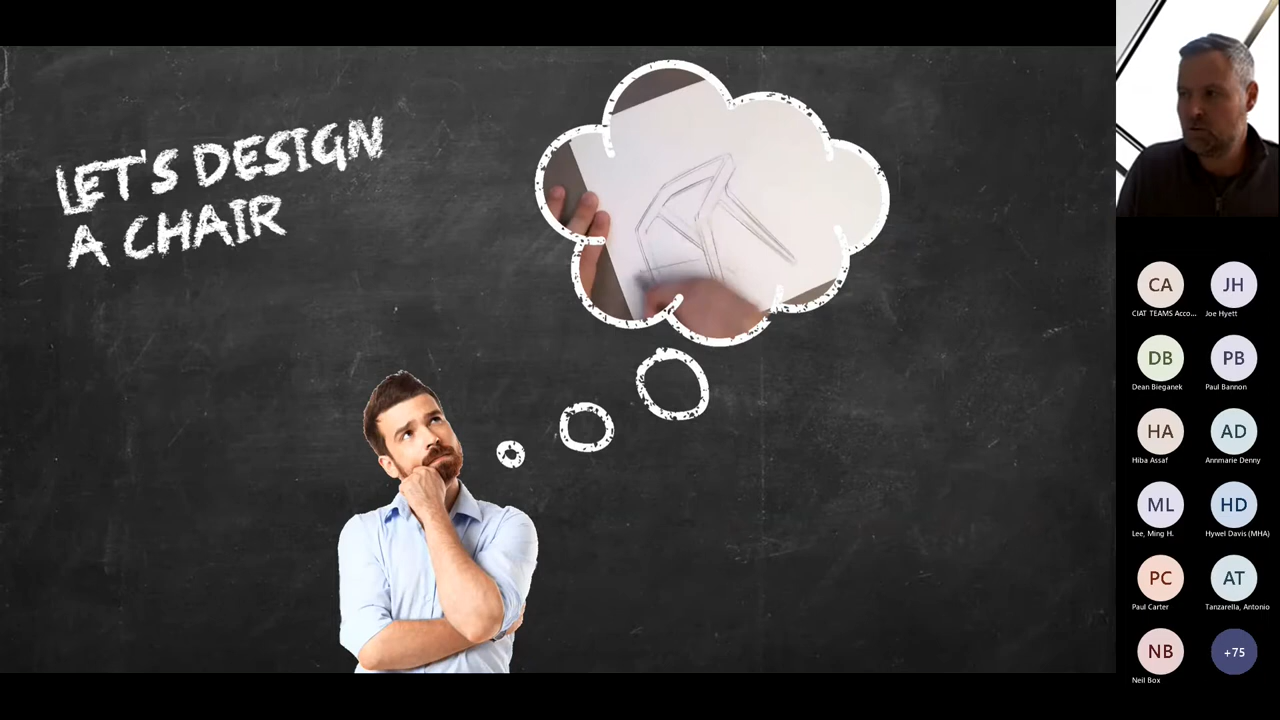 LET'S DESIGN
A CHAIR
CA
JH
CIAT TEAMS Acco...
Joe Hyett
DB
PB
Dean Bieganek
Paul Bannon
HA
AD
Hiba Assaf
Annmarie Denny
ML
HD
Lee, Ming H.
Hywel Davis (MHA)
PC
AT
Paul Carter
Tanzarella, Antonio
NB
+75
Neil Box